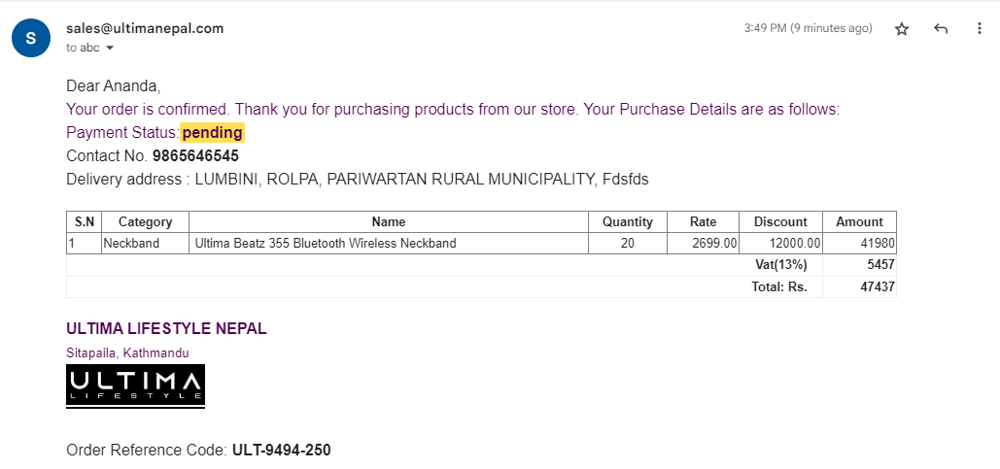 S
sales@ultimanepal.com
3:49 PM (9 minutes ago)
to abc
Dear Ananda,
Your order is confirmed. Thank you for purchasing products from our store. Your Purchase Details are as follows:
Payment Status: pending
Contact No. 9865646545
Delivery address : LUMBINI, ROLPA, PARIWARTAN RURAL MUNICIPALITY, Fdsfds
S.N Category Name Quantity Rate Discount Amount
1 Neckband Ultima Beatz 355 Bluetooth Wireless Neckband 20 2699.00 12000.00 41980
Vat(13%) 5457
Total: Rs. 47437
ULTIMA LIFESTYLE NEPAL
Sitapaila, Kathmandu
ULTIMA
LIFESTYLE
Order Reference Code: ULT-9494-250